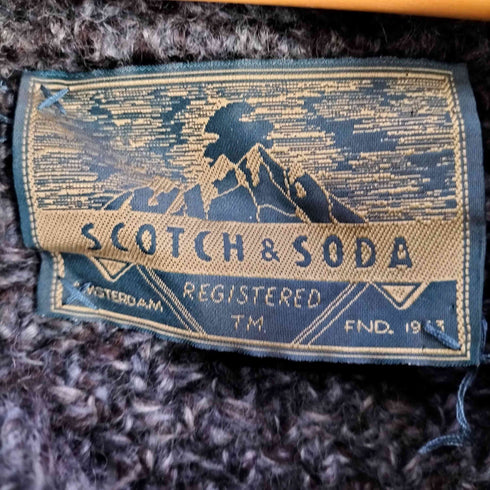 SCOTCH & SODA
AMSTERDAM
REGISTERED
T.M.
FND.